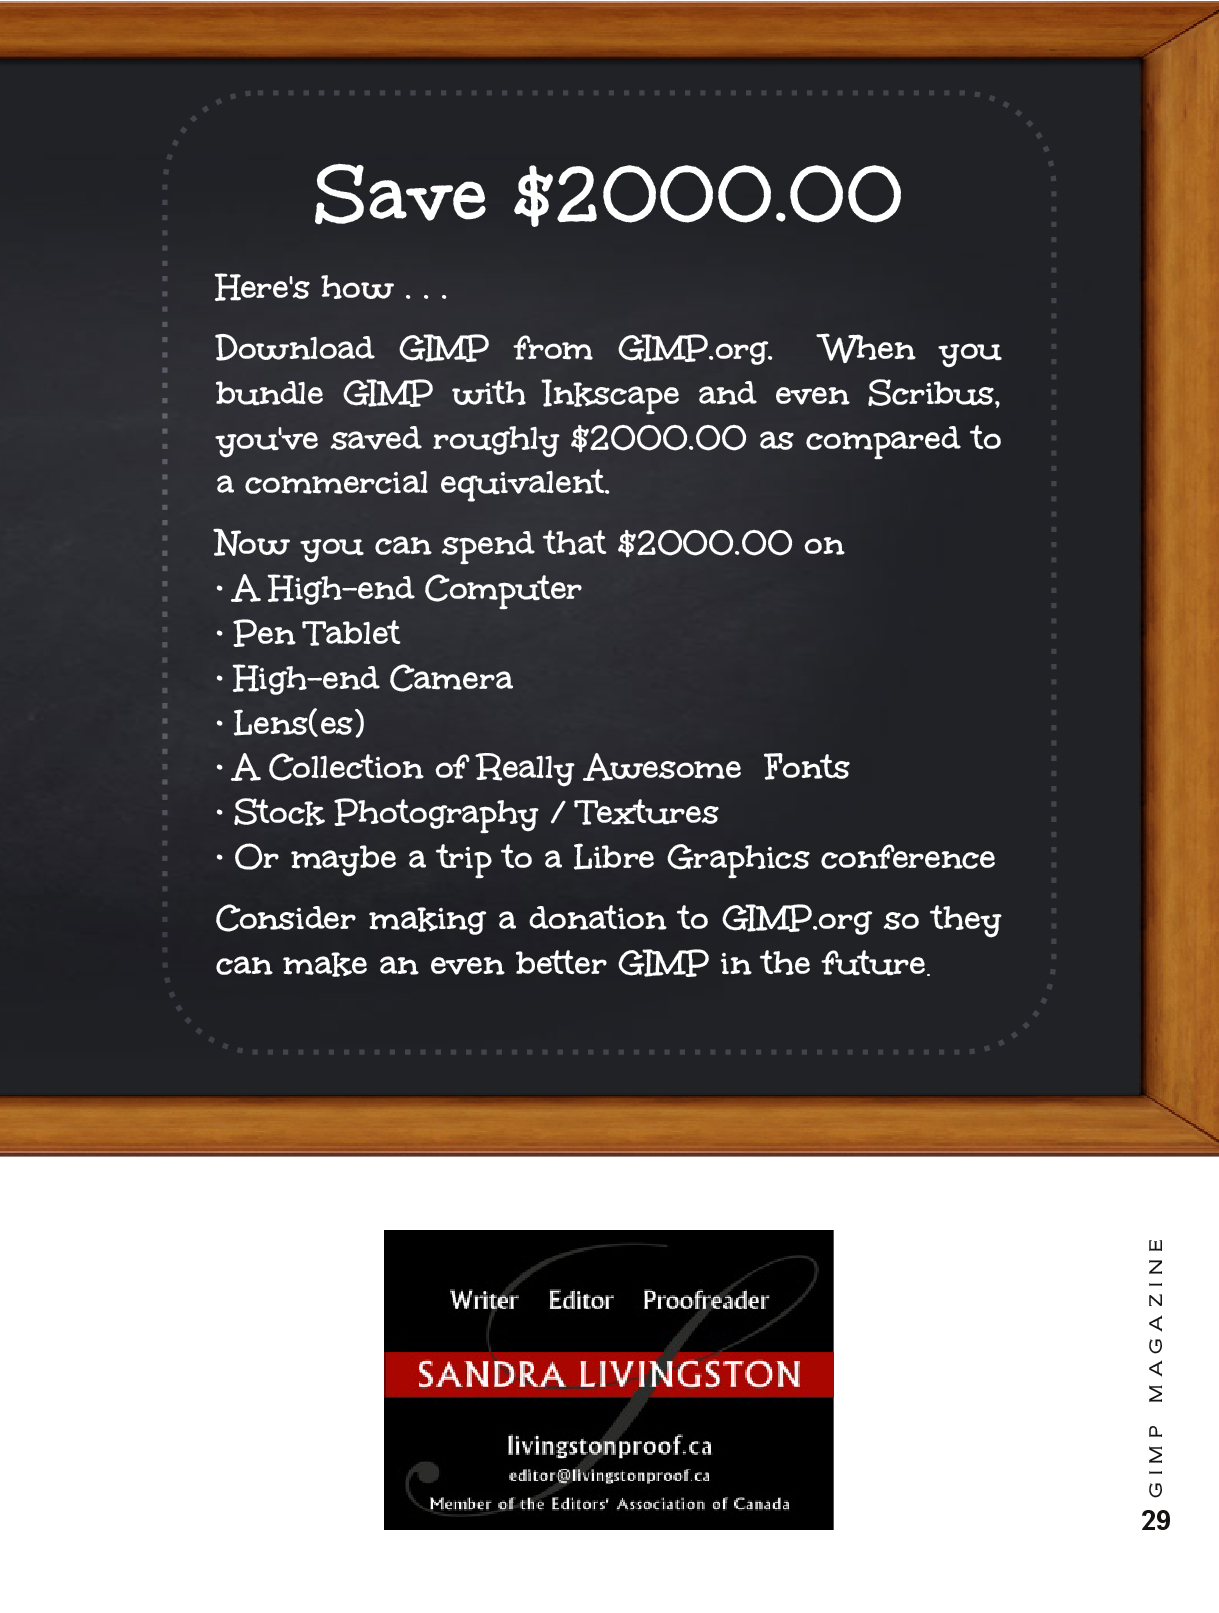 Save $2000.00
Here's how . . .
Download GIMP from GIMP.org. When you
bundle GIMP with Inkscape and even Scribus,
you've saved roughly $2000.00 as compared to
a commercial equivalent.
Now you can spend that $2000.00 on
• A High-end Computer
• Pen Tablet
• High-end Camera
• Lens(es)
• A Collection of Really Awesome Fonts
• Stock Photography / Textures
• Or maybe a trip to a Libre Graphics conference
Consider making a donation to GIMP.org so they
can make an even better GIMP in the future.
Writer Editor Proofreader
SANDRA LIVINGSTON
livingstonproof.ca
editor@livingstonproof.ca
Member of the Editors' Association of Canada
GIMP MAGAZINE
29